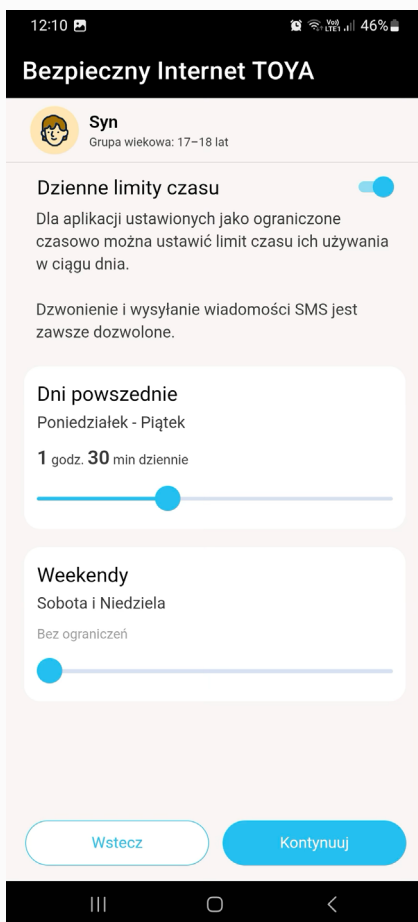 12:10 46%
Bezpieczny Internet TOYA
Syn
Grupa wiekowa: 17–18 lat
Dzienne limity czasu
Dla aplikacji ustawionych jako ograniczone
czasowo można ustawić limit czasu ich używania
w ciągu dnia.
Dzwonienie i wysyłanie wiadomości SMS jest
zawsze dozwolone.
Dni powszednie
Poniedziałek - Piątek
1 godz. 30 min dziennie
Weekendy
Sobota i Niedziela
Bez ograniczeń
Wstecz Kontynuuj